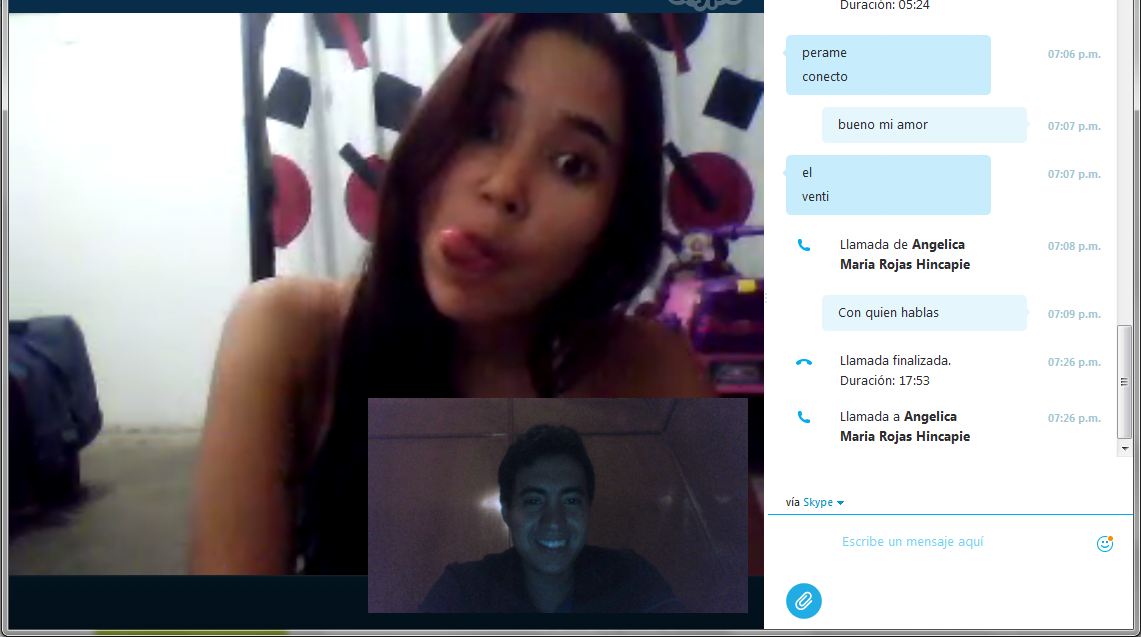 Duración: 05:24
perame
07:06 p.m.
conecto
bueno mi amor
07:07 p.m.
el
07:07 p.m.
venti
Llamada de Angelica
07:08 p.m.
Maria Rojas Hincapie
Con quien hablas
07:09 p.m.
Llamada finalizada.
07:26 p.m.
Duración: 17:53
Llamada a Angelica
07:26 p.m.
Maria Rojas Hincapie
vía Skype
Escribe un mensaje aquí